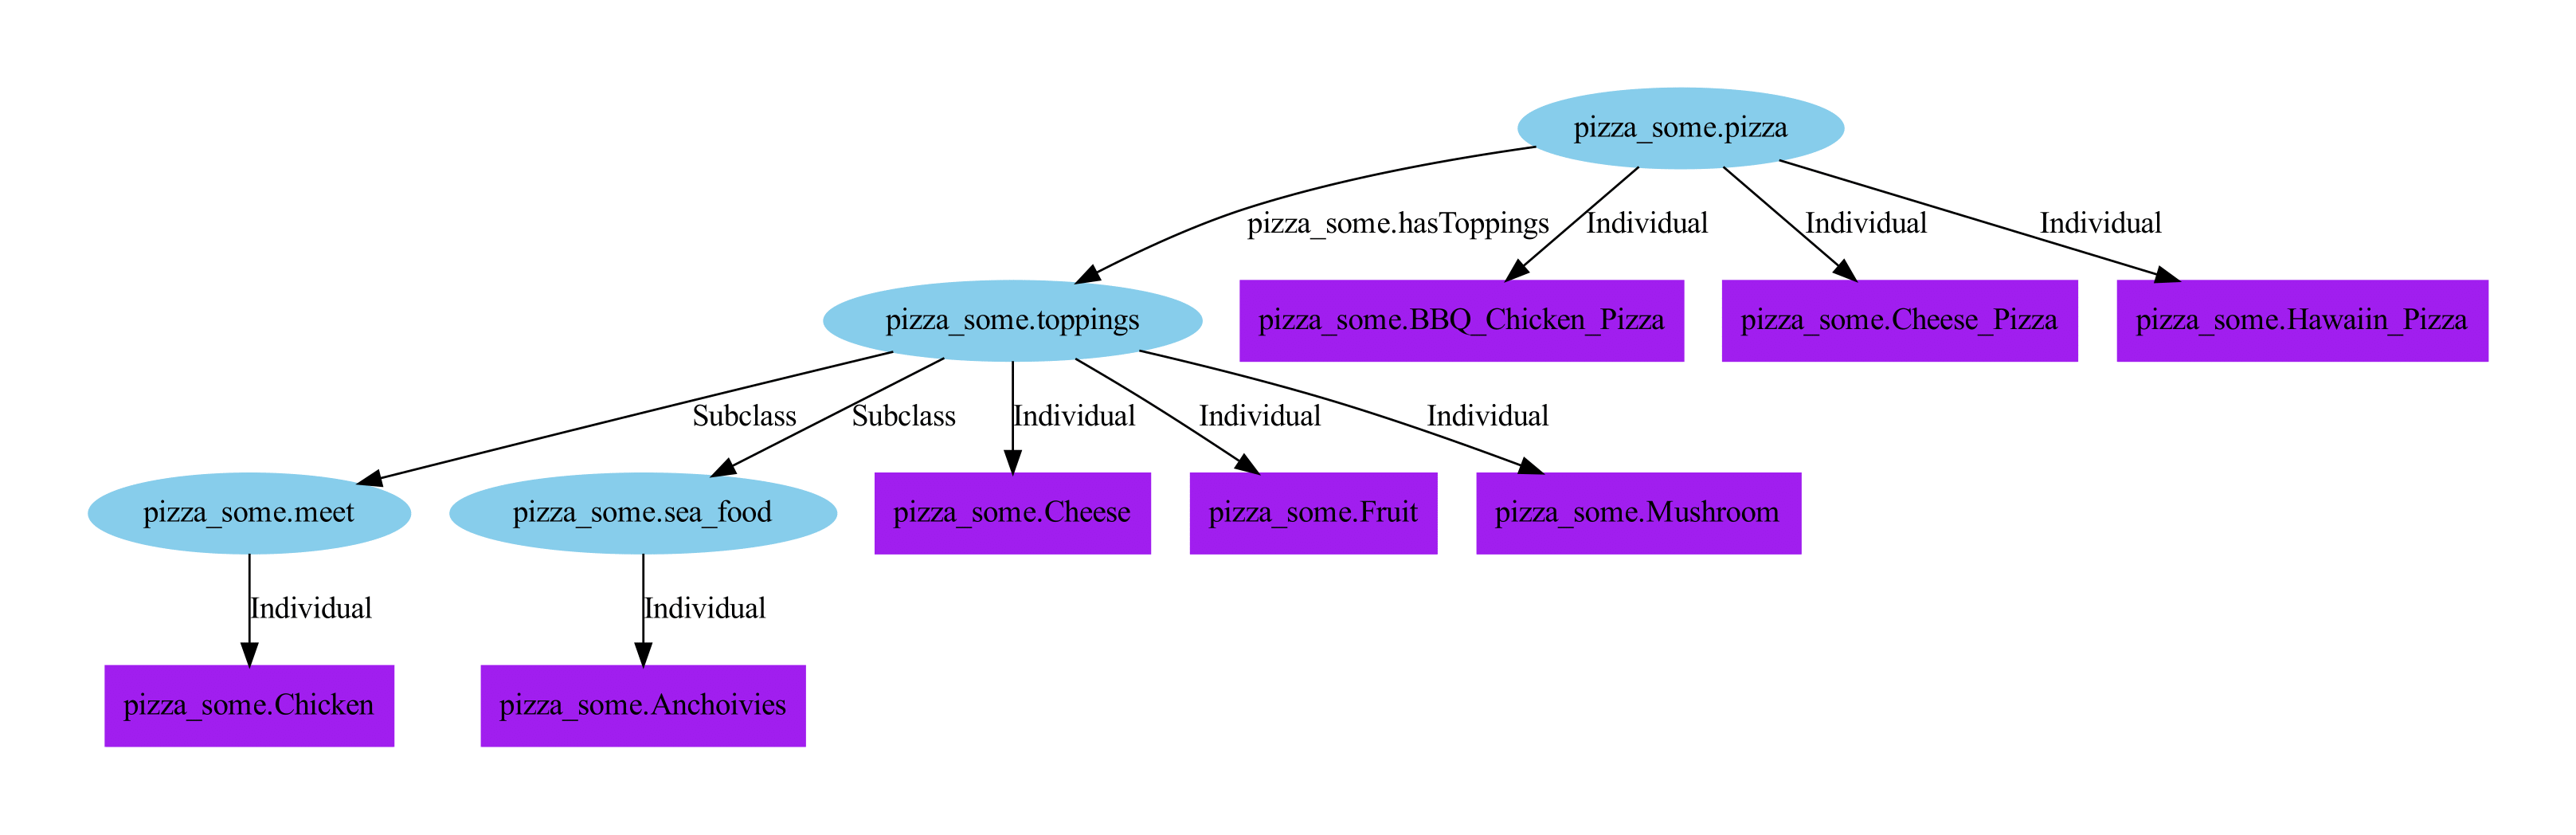 pizza_some.pizza
pizza_some.hasToppings
Individual
Individual
Individual
pizza_some.toppings
pizza_some.BBQ_Chicken_Pizza
pizza_some.Cheese_Pizza
pizza_some.Hawaiin_Pizza
Subclass
Subclass
Individual
Individual
Individual
pizza_some.meet
pizza_some.sea_food
pizza_some.Cheese
pizza_some.Fruit
pizza_some.Mushroom
Individual
Individual
pizza_some.Chicken
pizza_some.Anchoivies